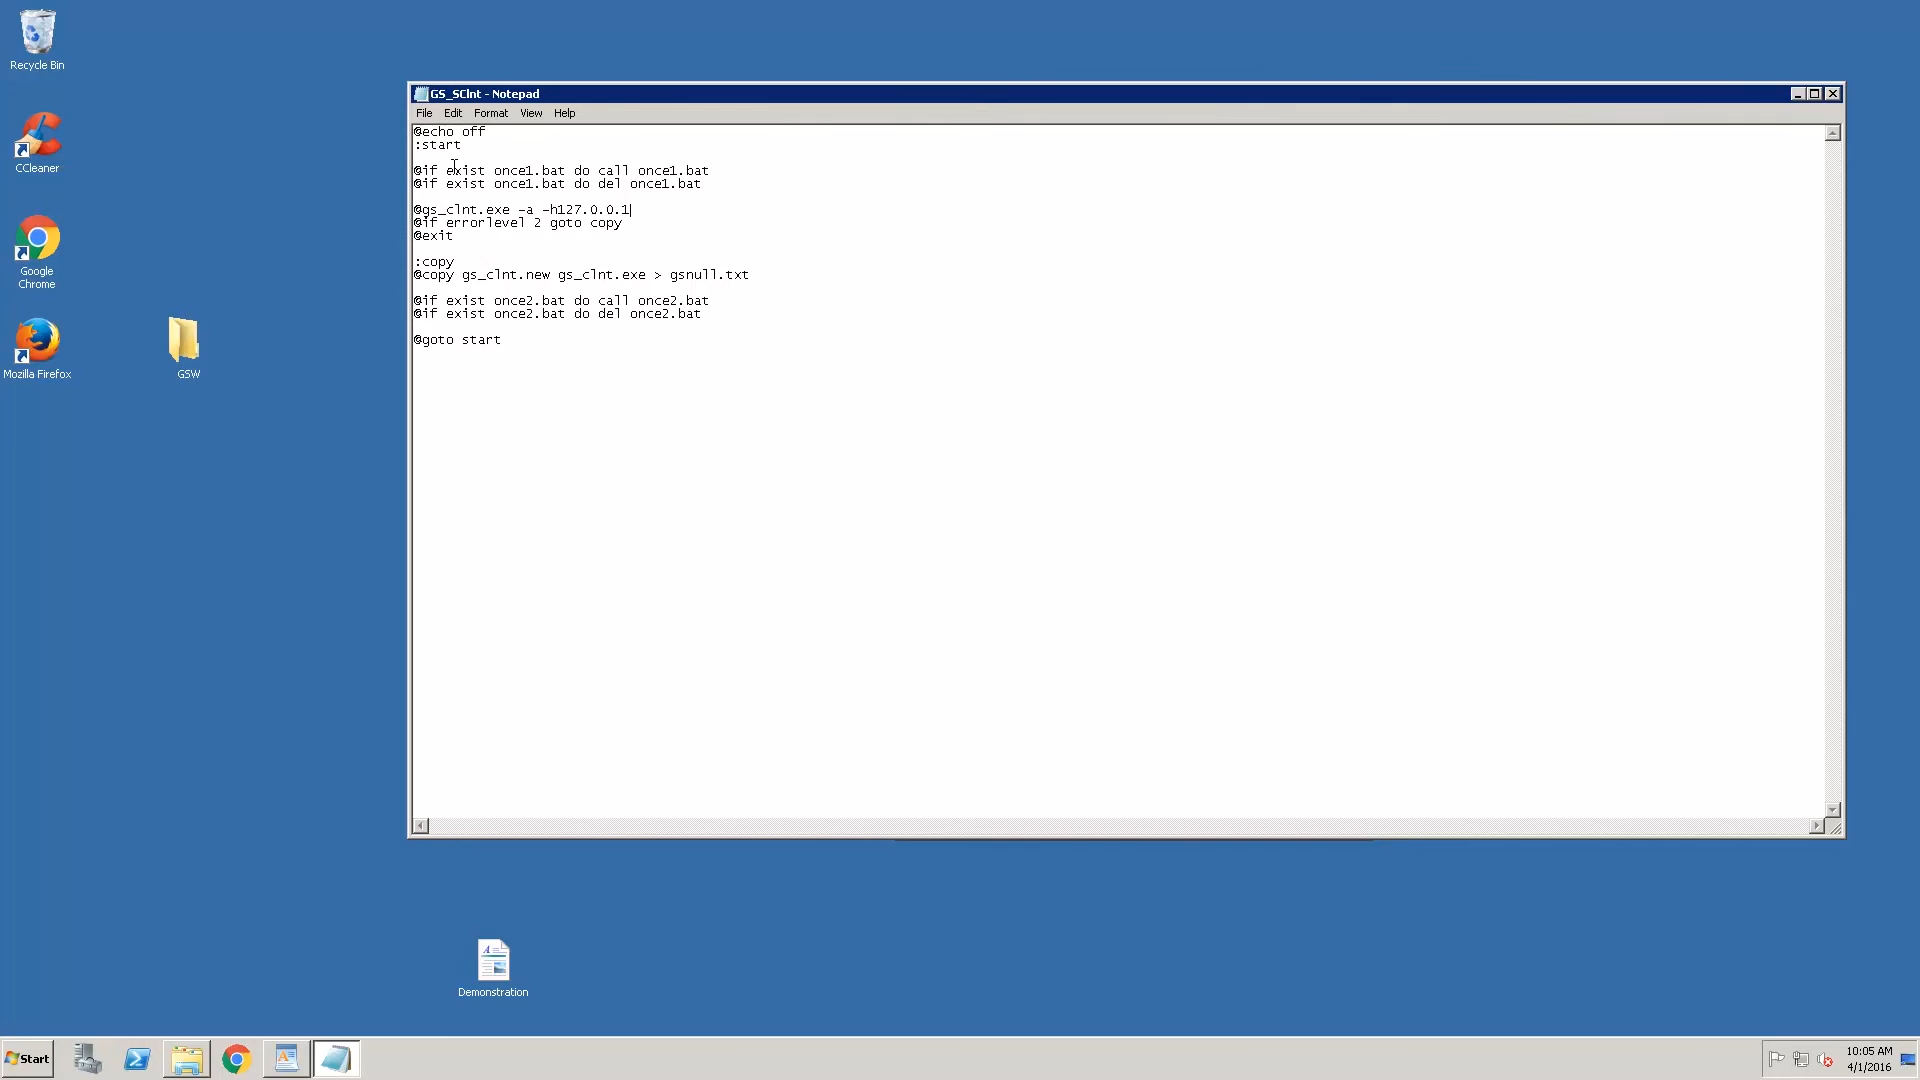 Recycle Bin
CCleaner
Google
Chrome
Mozilla Firefox
GSW
GS_SClnt - Notepad
File Edit Format View Help
@echo off
:start
@if exist once1.bat do call once1.bat
@if exist once1.bat do del once1.bat
@gs_clnt.exe -a -h127.0.0.1
@if errorlevel 2 goto copy
@exit
:copy
@copy gs_clnt.new gs_clnt.exe > gsnull.txt
@if exist once2.bat do call once2.bat
@if exist once2.bat do del once2.bat
@goto start
Demonstration
Start
10:05 AM
4/1/2016